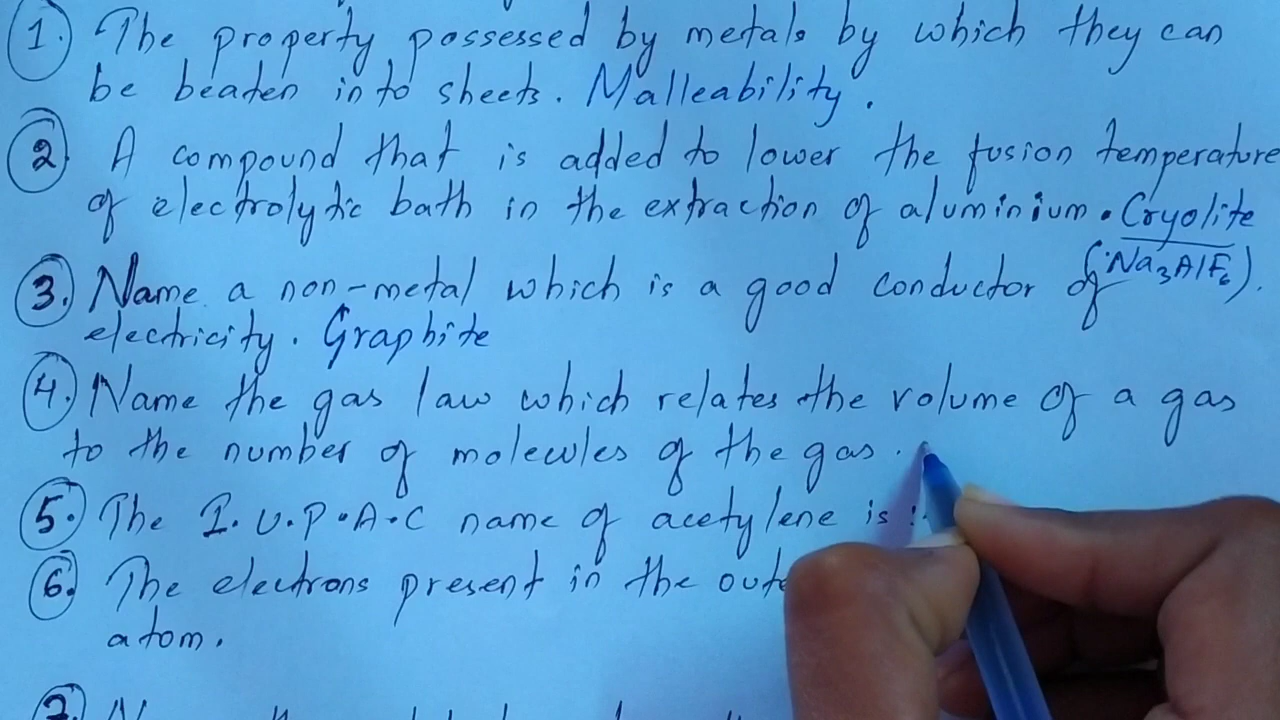 1. The property possessed by metals by which they can
be beaten into sheets. Malleability.
2. A compound that is added to lower the fusion temperature
of electrolytic bath in the extraction of aluminium. Cryolite
(Na₃AlF₆).
3. Name a non-metal which is a good conductor of
electricity. Graphite
4. Name the gas law which relates the volume of a gas
to the number of molecules of the gas.
5. The I.U.P.A.C name of acetylene is
6. The electrons present in the
atom.
7.